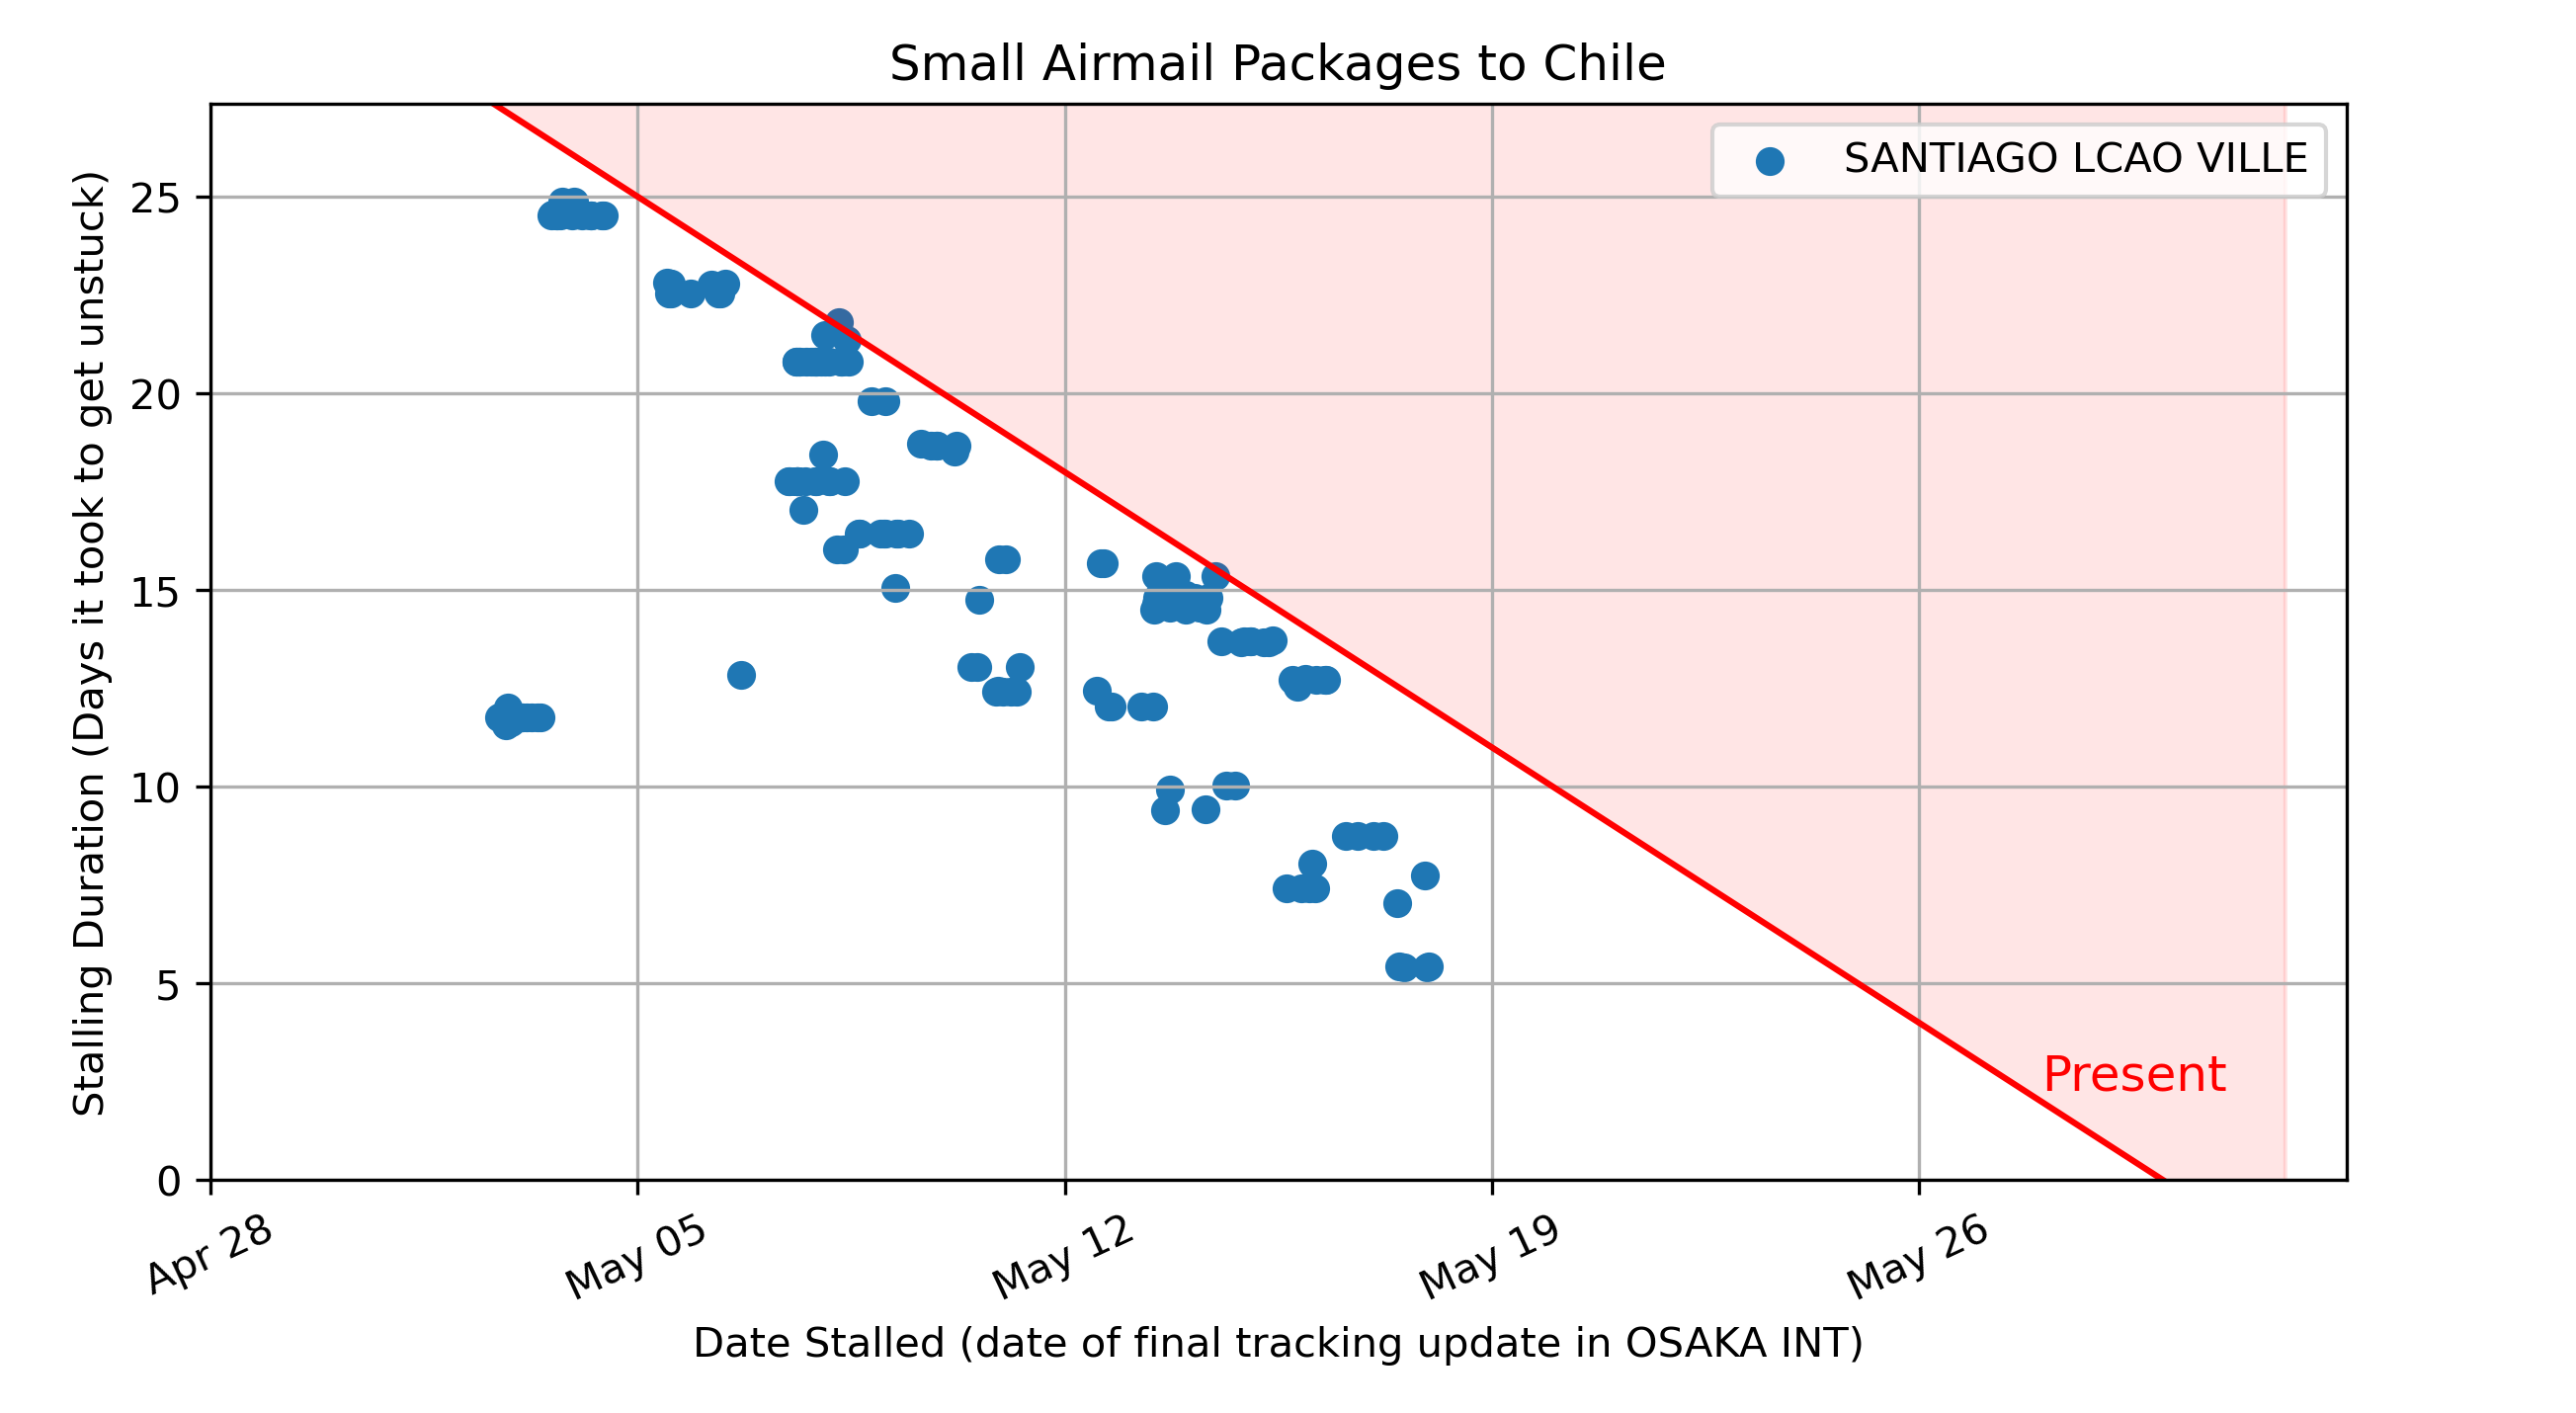 Small Airmail Packages to Chile
SANTIAGO LCAO VILLE
Stalling Duration (Days it took to get unstuck)
25
20
15
10
5
0
Present
Apr 28
May 05
May 12
May 19
May 26
Date Stalled (date of final tracking update in OSAKA INT)